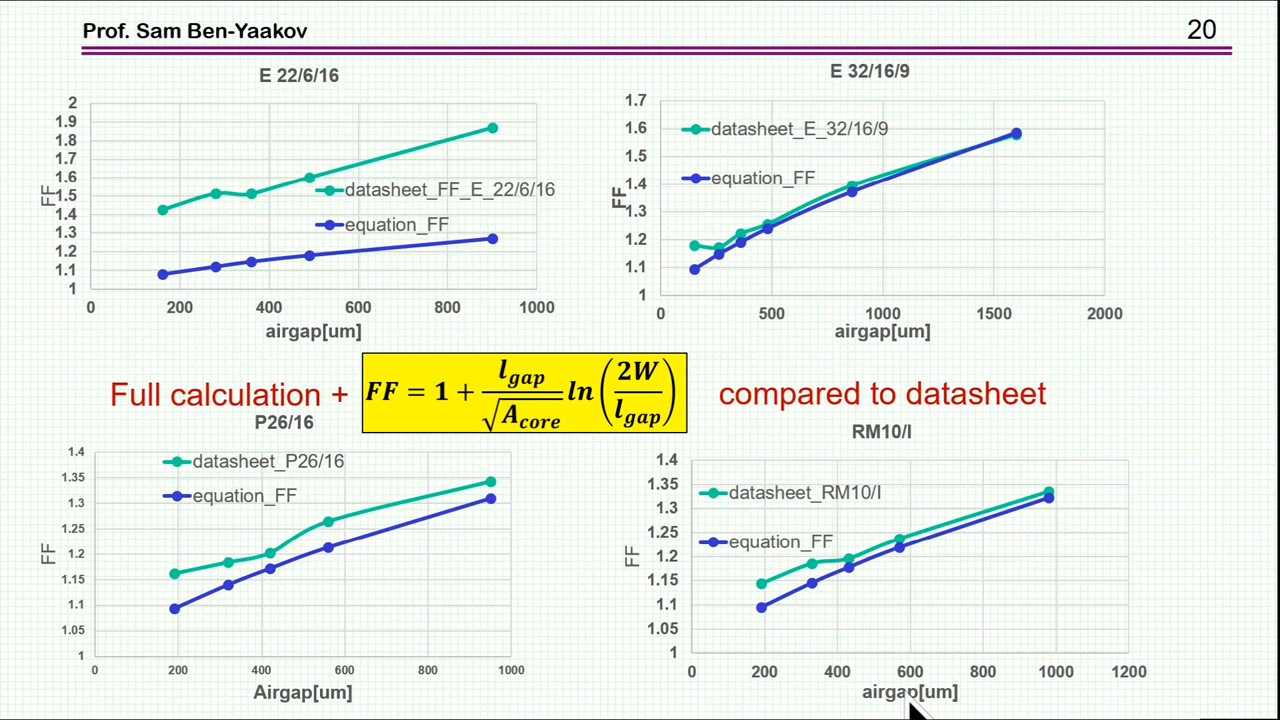 Prof. Sam Ben-Yaakov
20
E 22/6/16
2
1.9
1.8
1.7
1.6
1.5
1.4
1.3
1.2
1.1
1
FF
datasheet_FF_E_22/6/16
equation_FF
0 200 400 600 800 1000
airgap[um]
E 32/16/9
1.7
1.6
1.5
1.4
1.3
1.2
1.1
1
FF
datasheet_E_32/16/9
equation_FF
0 500 1000 1500 2000
airgap[um]
Full calculation + FF = 1 + l_gap/√A_core ln(2W/l_gap) compared to datasheet
P26/16
1.4
1.35
1.3
1.25
1.2
1.15
1.1
1.05
1
FF
datasheet_P26/16
equation_FF
0 200 400 600 800 1000
Airgap[um]
RM10/I
1.4
1.35
1.3
1.25
1.2
1.15
1.1
1.05
1
FF
datasheet_RM10/I
equation_FF
0 200 400 600 800 1000 1200
airgap[um]